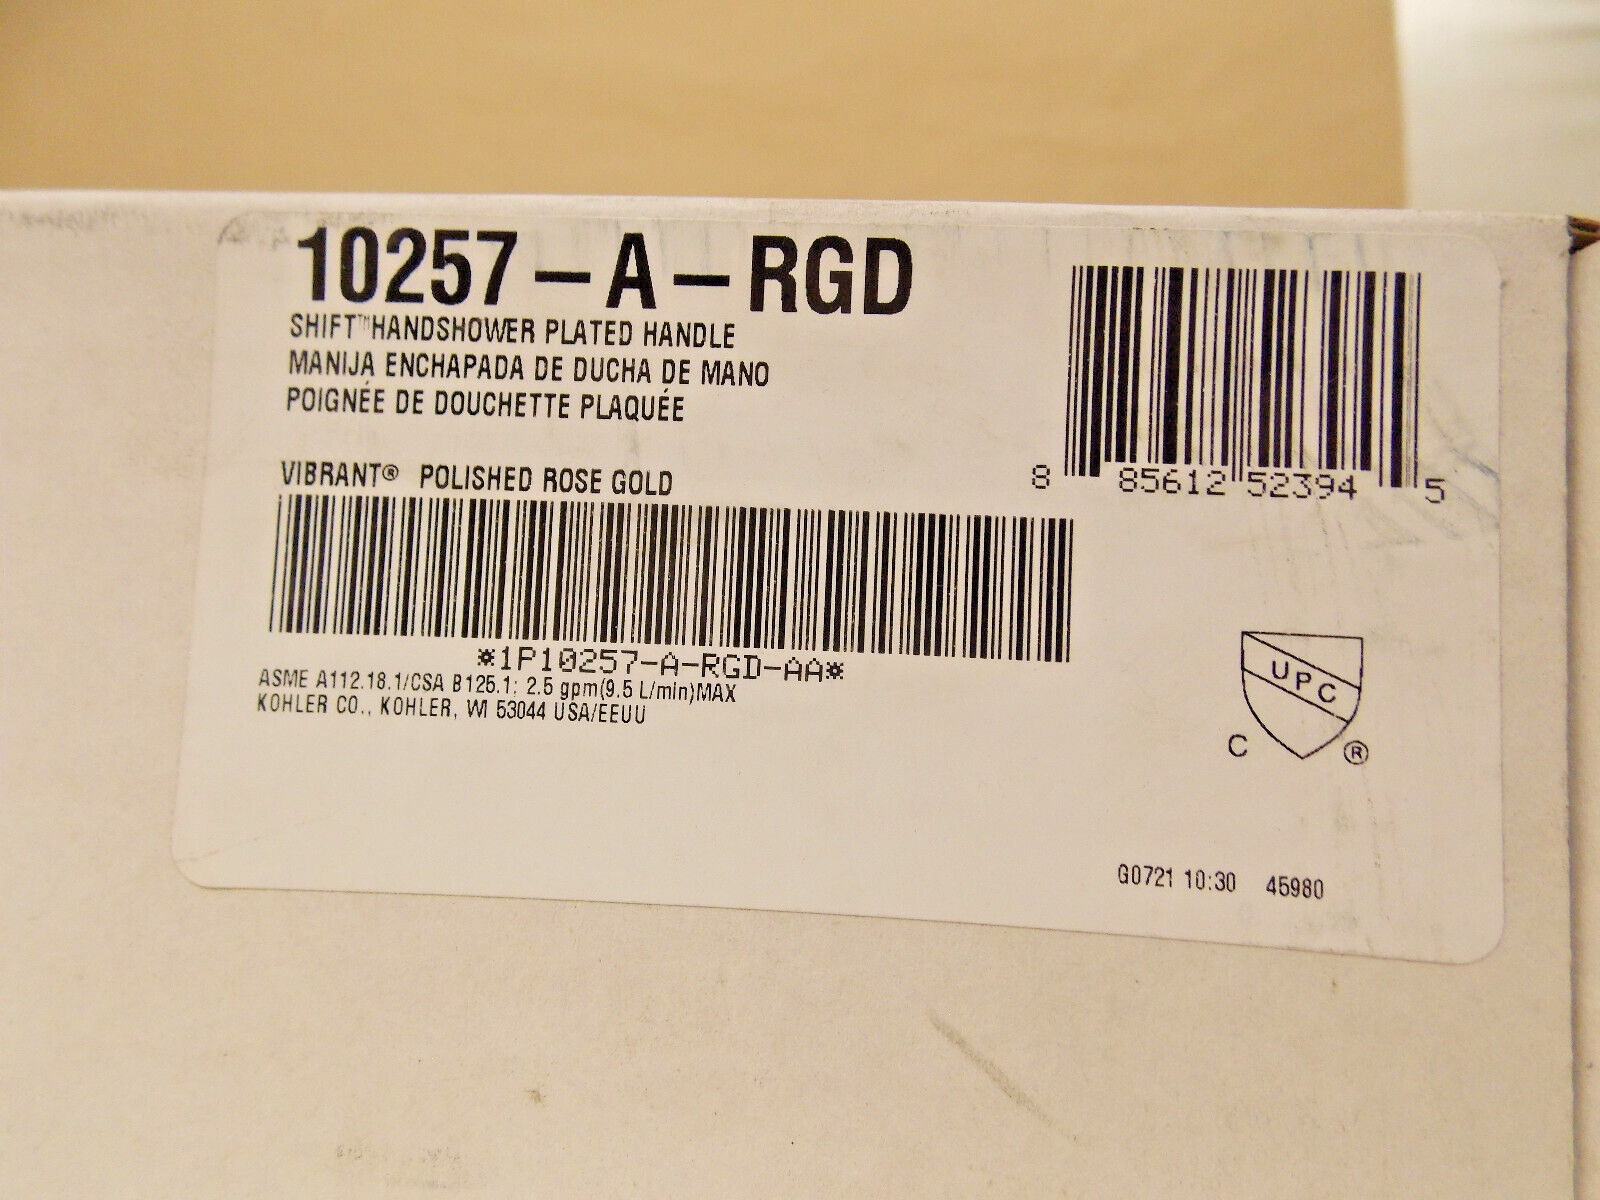 10257-A-RGD
SHIFT™ HANDSHOWER PLATED HANDLE
MANIJA ENCHAPADA DE DUCHA DE MANO
POIGNÉE DE DOUCHETTE PLAQUÉE
VIBRANT® POLISHED ROSE GOLD
8 85612 52394 5
*1P10257-A-RGD-AA*
ASME A112.18.1/CSA B125.1; 2.5 gpm(9.5 L/min)MAX
KOHLER CO., KOHLER, WI 53044 USA/EEUU
UPC
C ®
G0721 10:30 45980